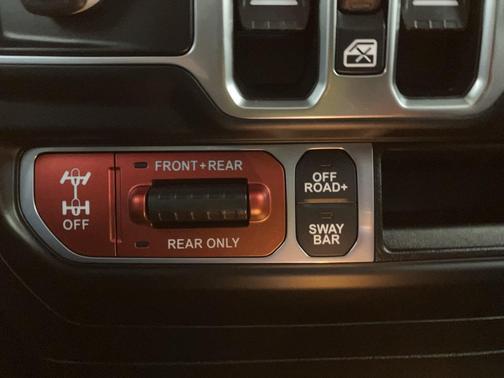 FRONT+REAR
OFF
REAR ONLY
OFF
ROAD+
SWAY
BAR